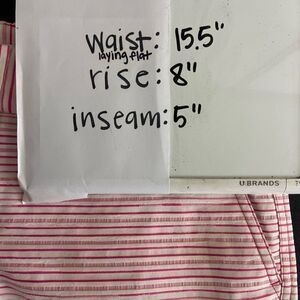 waist: 15.5"
laying flat
rise: 8"
inseam: 5"
U BRANDS